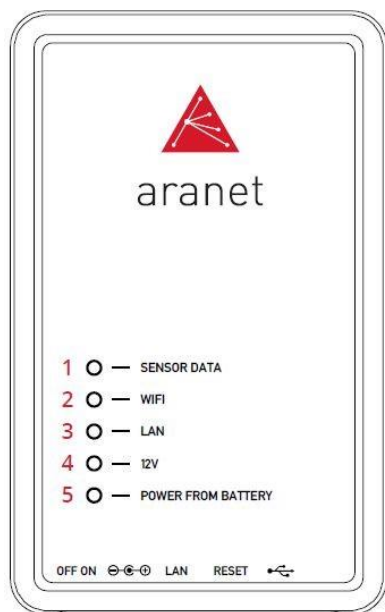 aranet
1 SENSOR DATA
2 WIFI
3 LAN
4 12V
5 POWER FROM BATTERY
OFF ON LAN RESET